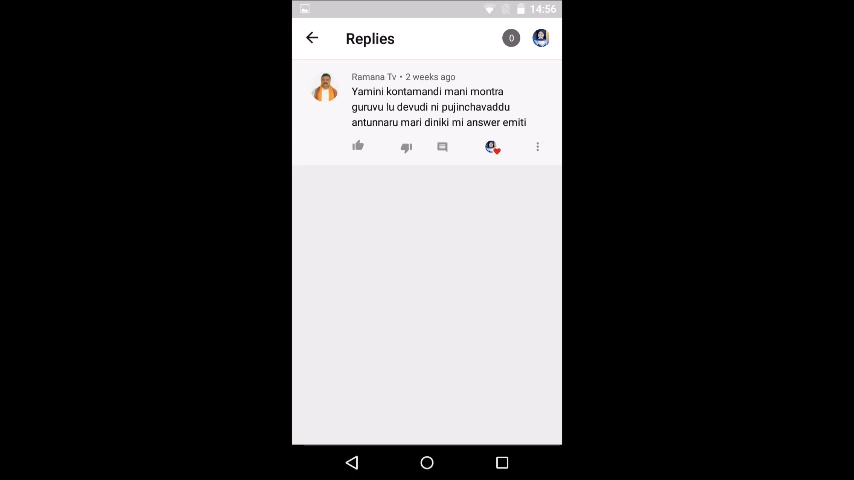 14:56
Replies
0
Ramana Tv • 2 weeks ago
Yamini kontamandi mani montra
guruvu lu devudi ni pujinchavaddu
antunnaru mari diniki mi answer emiti